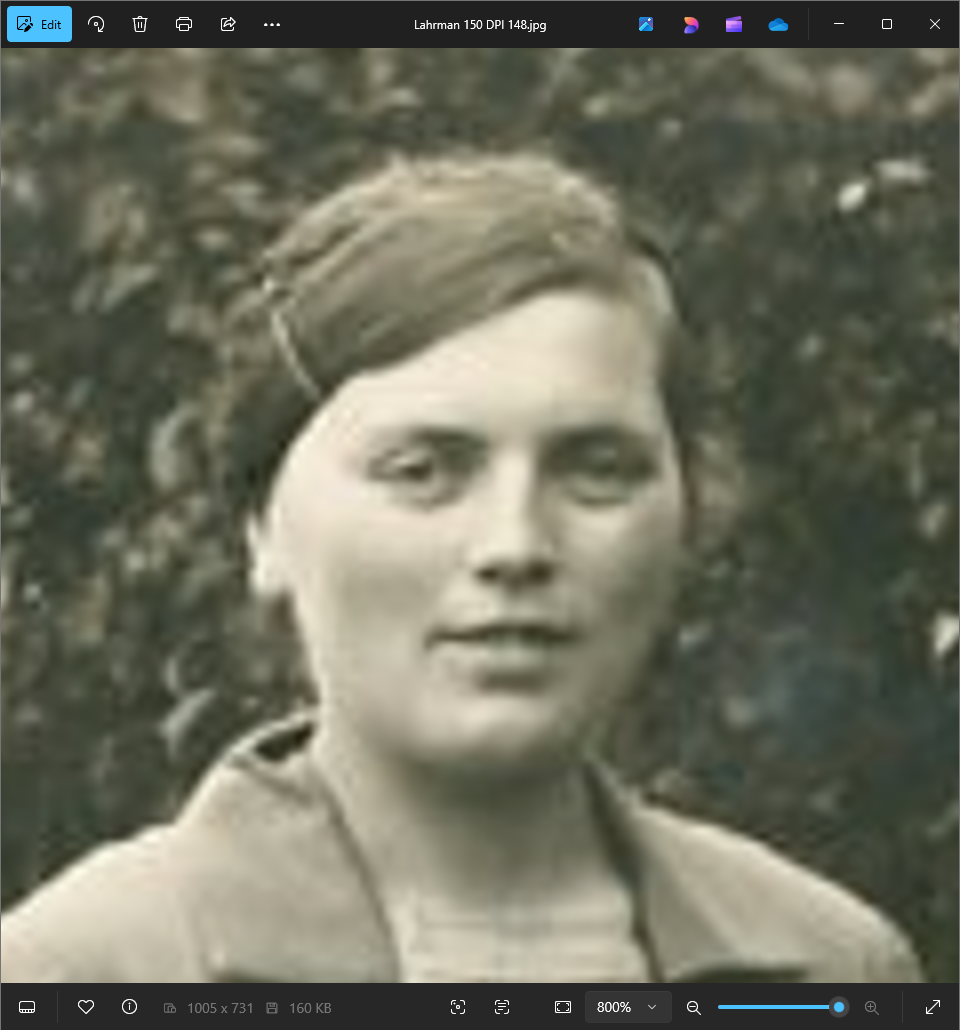 Edit
Lahrman 150 DPI 148.jpg
1005 x 731
160 KB
800%